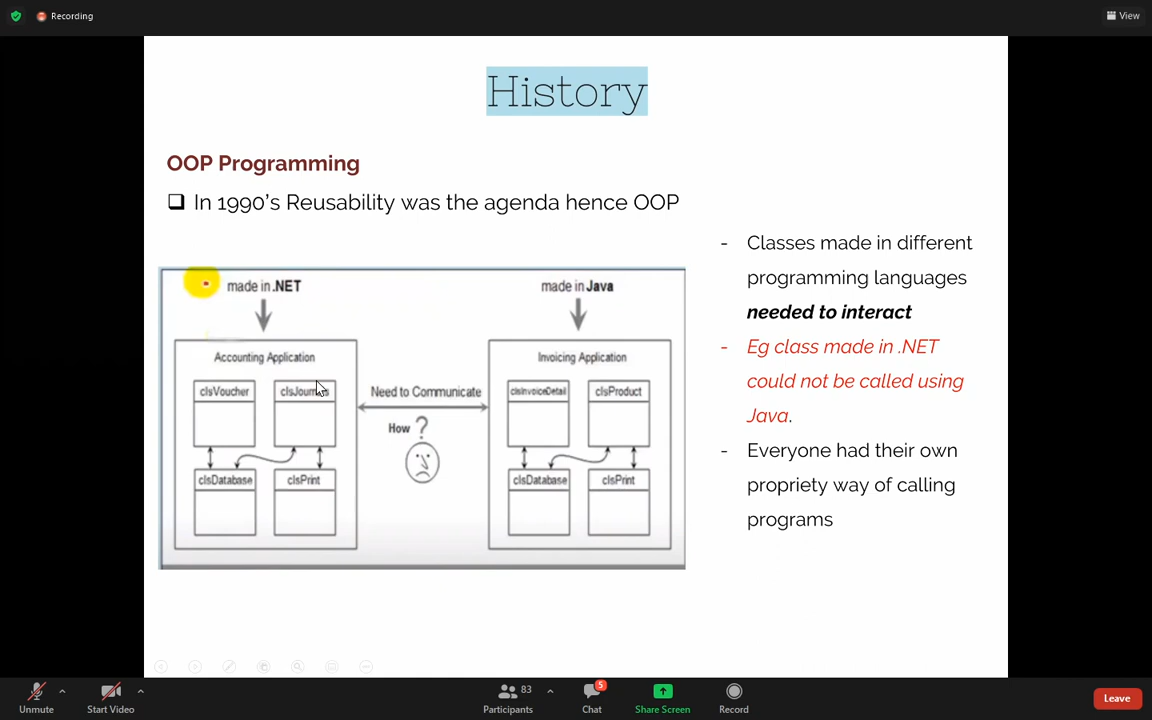 Recording
View
History
OOP Programming
In 1990's Reusability was the agenda hence OOP
- Classes made in different
programming languages
needed to interact
- Eg class made in .NET
could not be called using
Java.
- Everyone had their own
propriety way of calling
programs
made in .NET
made in Java
Accounting Application
Invoicing Application
clsVoucher
Need to Communicate
clsInvoiceDetail
clsProduct
How ?
clsDatabase
clsPrint
clsDatabase
clsPrint
Unmute
Start Video
Participants
83
Chat
5
Share Screen
Record
Leave